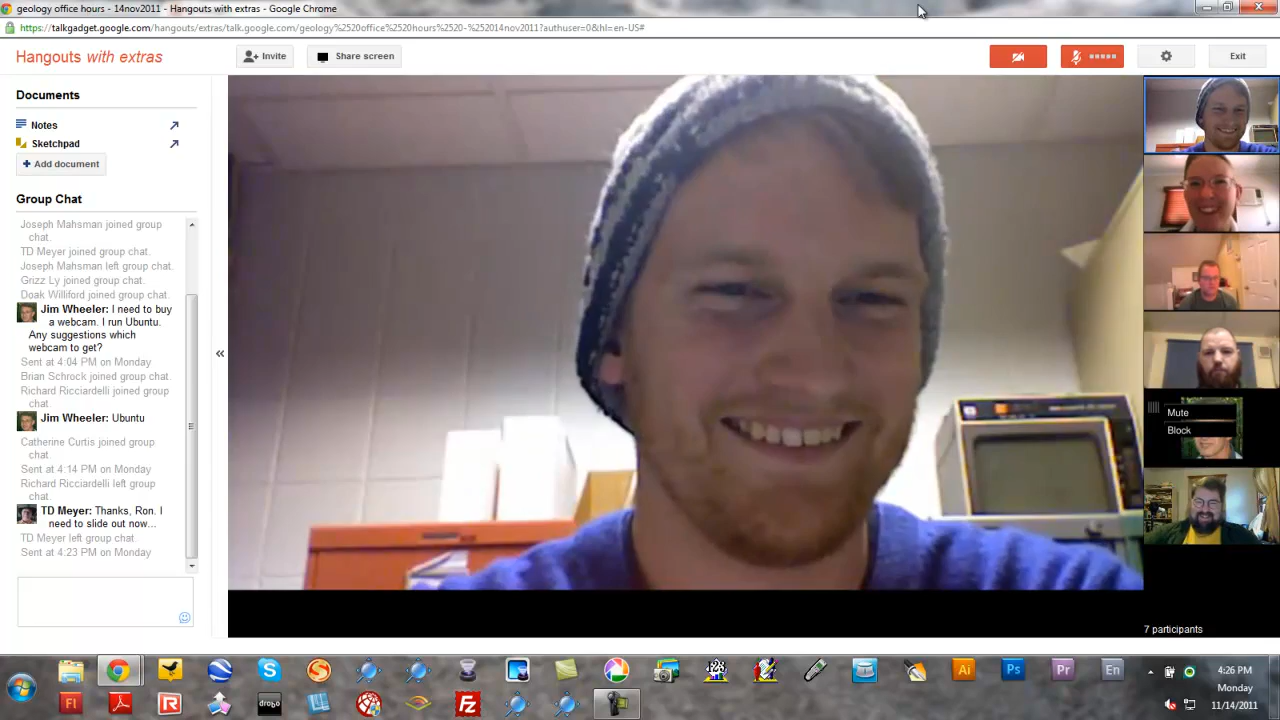 geology office hours - 14nov2011 - Hangouts with extras - Google Chrome
https://talkgadget.google.com/hangouts/extras/talk.google.com/geology%2520office%2520hours%2520-%252014nov2011?authuser=0&hl=en-US#
Hangouts with extras
Invite
Share screen
Exit
Documents
Notes
Sketchpad
Add document
Group Chat
Joseph Mahsman joined group
chat.
TD Meyer joined group chat.
Joseph Mahsman left group chat.
Grizz Ly joined group chat.
Doak Williford joined group chat.
Jim Wheeler: I need to buy
a webcam. I run Ubuntu.
Any suggestions which
webcam to get?
Sent at 4:04 PM on Monday
Brian Schrock joined group chat.
Richard Ricciardelli joined group
chat.
Jim Wheeler: Ubuntu
Catherine Curtis joined group
chat.
Sent at 4:14 PM on Monday
Richard Ricciardelli left group
chat.
TD Meyer: Thanks, Ron. I
need to slide out now...
TD Meyer left group chat.
Sent at 4:23 PM on Monday
Mute
Block
7 participants
Ai
Ps
Pr
En
4:26 PM
Monday
11/14/2011
Fl
R
drobo
Fz